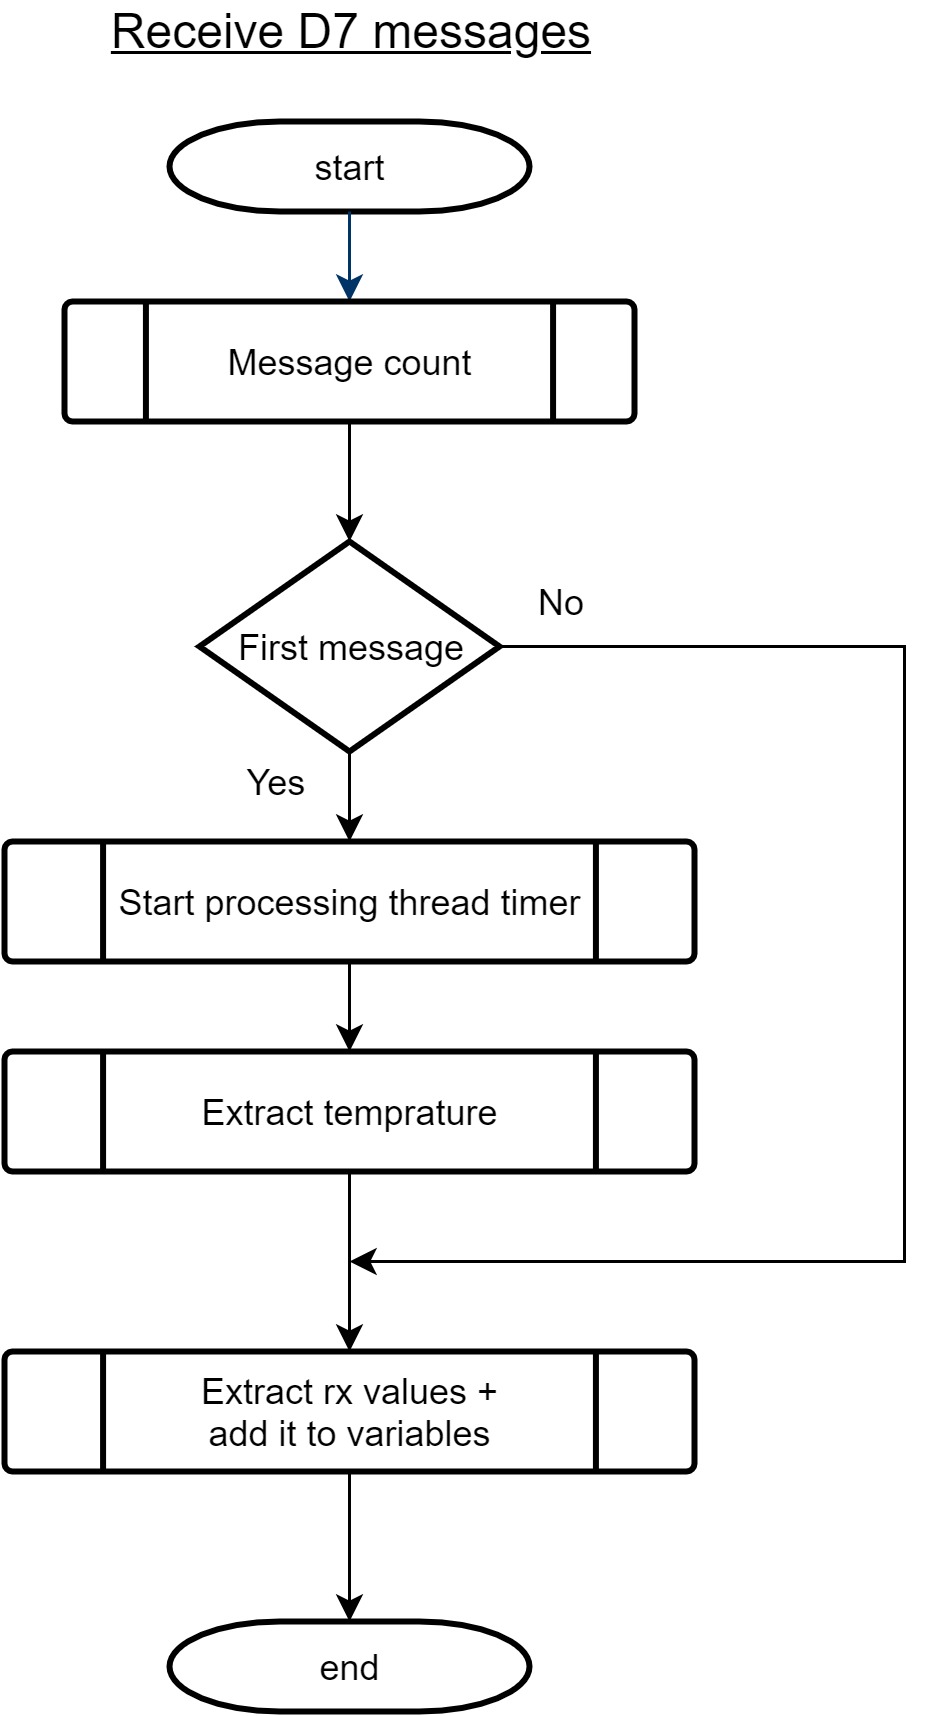 Receive D7 messages
start
Message count
First message
No
Yes
Start processing thread timer
Extract temprature
Extract rx values +
add it to variables
end